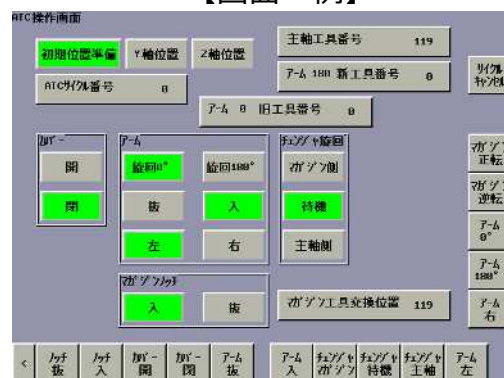 【画面一例】
ATC操作画面
初期位置準備 Y軸位置 Z軸位置
主軸工具番号 119
ATCサイクル番号 0
アーム 180 新工具番号 0
アーム 0 旧工具番号 0
サイクル
キャンセル
カバー
開
閉
アーム
旋回0° 旋回180°
抜 入
左 右
チェンジャ旋回
マガジン側
待機
主軸側
マガジンノッチ
入 抜
マガジン工具交換位置 119
マガジン
正転
マガジン
逆転
アーム
0°
アーム
180°
アーム
右
< ノッチ
抜
ノッチ
入
カバー
開
カバー
閉
アーム
抜
アーム
入
チェンジャ
マガジン
チェンジャ
待機
チェンジャ
主軸
アーム
左